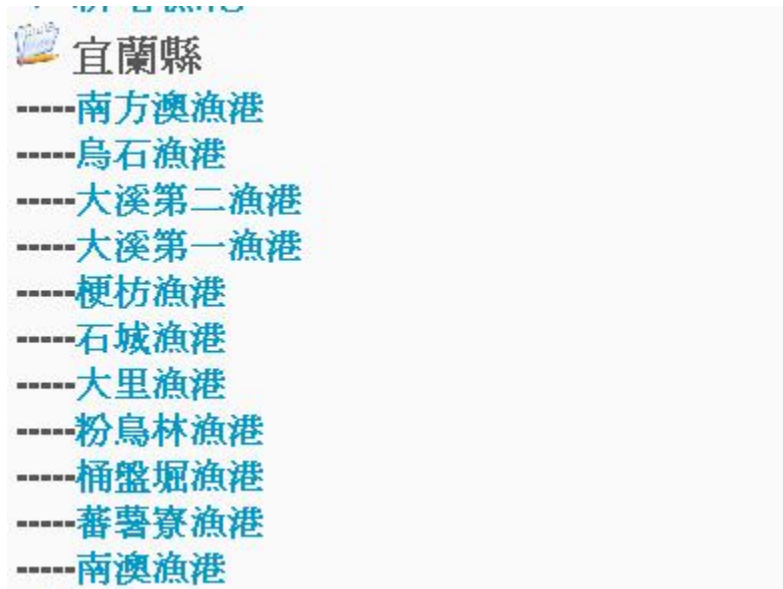 宜蘭縣
-----南方澳漁港
-----烏石漁港
-----大溪第二漁港
-----大溪第一漁港
-----梗枋漁港
-----石城漁港
-----大里漁港
-----粉鳥林漁港
-----桶盤堀漁港
-----蕃薯寮漁港
-----南澳漁港